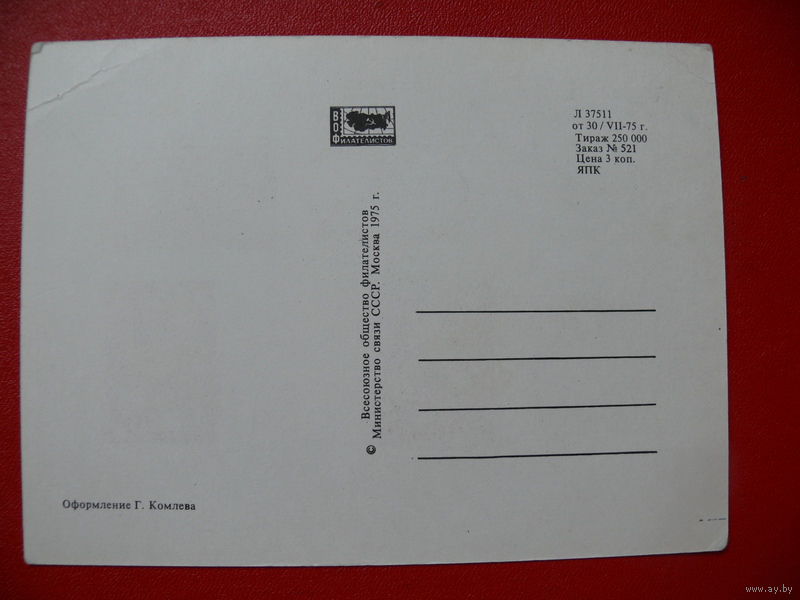 В
О
ФИЛАТЕЛИСТОВ
Л 37511
от 30 / VII-75 г.
Тираж 250 000
Заказ № 521
Цена 3 коп.
ЯПК
Всесоюзное общество филателистов
© Министерство связи СССР. Москва 1975 г.
Оформление Г. Комлева
www.ay.by